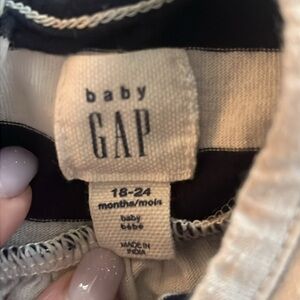 baby
GAP
18-24
months/mois
baby
bébé
MADE IN
INDIA